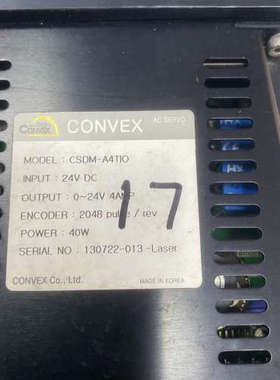 Convex CONVEX AC SERVO
MODEL : CSDM-A41IO
INPUT : 24V DC
OUTPUT : 0~24V 4AMP
ENCODER : 2048 pulse / rev
POWER : 40W
SERIAL NO : 130722-013 -Laser
CONVEX Co., Ltd. MADE IN KOREA
17